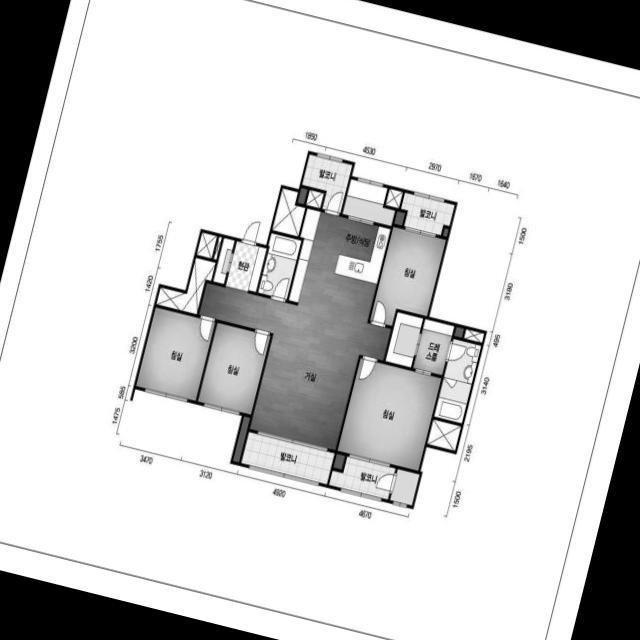 1850
4530
2970
1670
1640
발코니
발코니
1500
1755
주방/식당
현관
침실
3180
1420
495
드레
스룸
3200
침실
침실
거실
침실
3140
585
1475
발코니
발코니
2195
1500
3470
3120
4920
4670